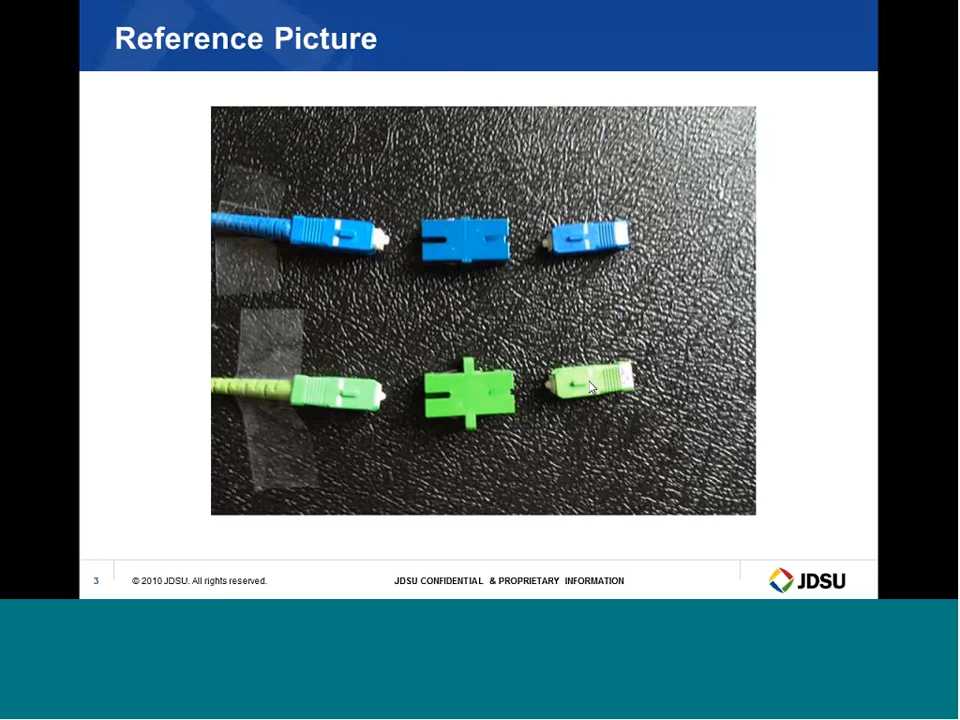 Reference Picture
3
© 2010 JDSU. All rights reserved.
JDSU CONFIDENTIAL & PROPRIETARY INFORMATION
JDSU